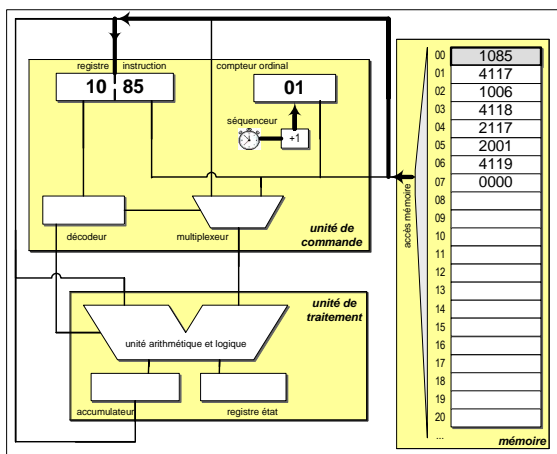 registre instruction
10 85
compteur ordinal
01
séquenceur
+1
décodeur
multiplexeur
unité de
commande
unité de
traitement
unité arithmétique et logique
accumulateur
registre état
accès mémoire
00 1085
01 4117
02 1006
03 4118
04 2117
05 2001
06 4119
07 0000
08
09
10
11
12
13
14
15
16
17
18
19
20
...
mémoire